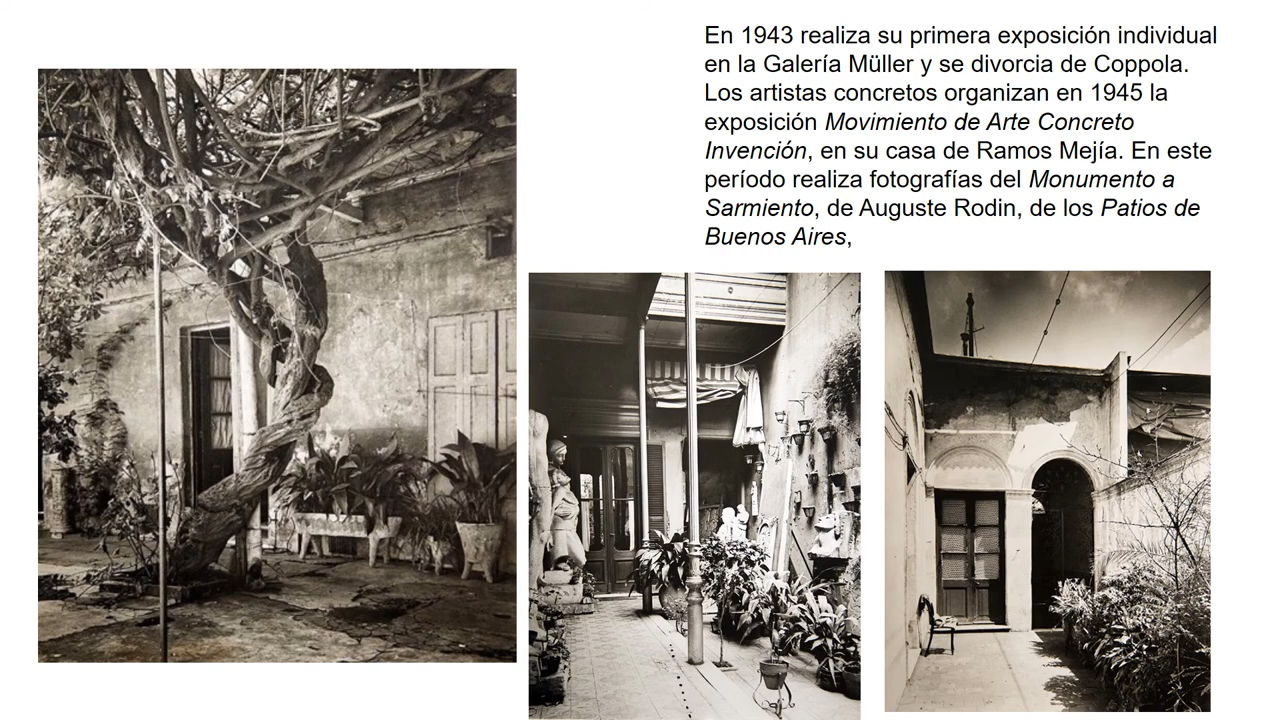 En 1943 realiza su primera exposición individual
en la Galería Müller y se divorcia de Coppola.
Los artistas concretos organizan en 1945 la
exposición Movimiento de Arte Concreto
Invención, en su casa de Ramos Mejía. En este
período realiza fotografías del Monumento a
Sarmiento, de Auguste Rodin, de los Patios de
Buenos Aires,